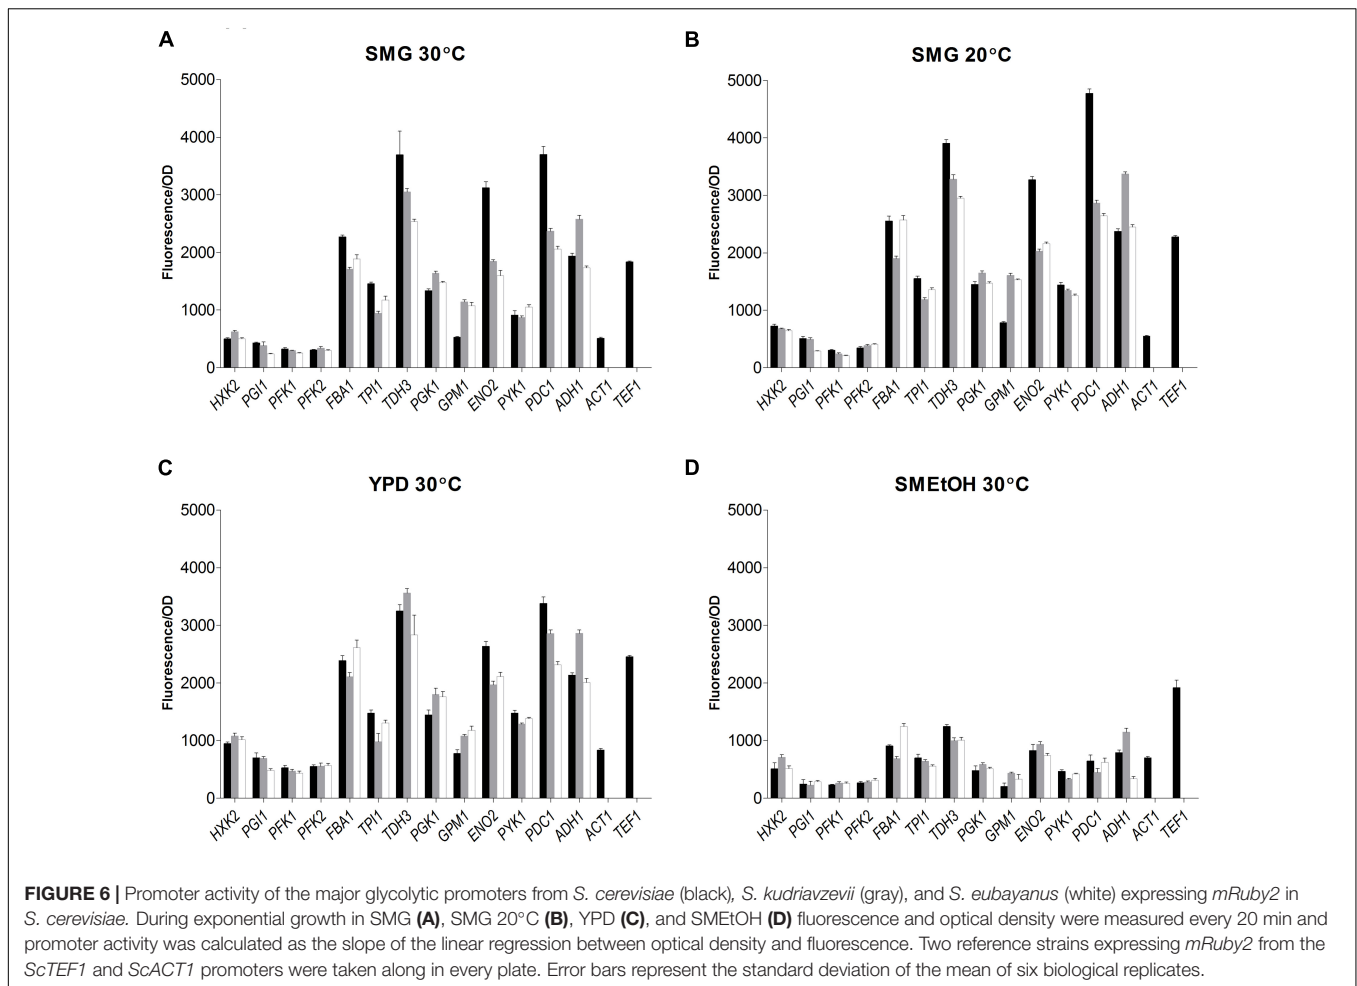 A
SMG 30°C
Fluorescence/OD
5000
4000
3000
2000
1000
0
HXK2 PGI1 PFK1 PFK2 FBA1 TPI1 TDH3 PGK1 GPM1 ENO2 PYK1 PDC1 ADH1 ACT1 TEF1
B
SMG 20°C
Fluorescence/OD
5000
4000
3000
2000
1000
0
HXK2 PGI1 PFK1 PFK2 FBA1 TPI1 TDH3 PGK1 GPM1 ENO2 PYK1 PDC1 ADH1 ACT1 TEF1
C
YPD 30°C
Fluorescence/OD
5000
4000
3000
2000
1000
0
HXK2 PGI1 PFK1 PFK2 FBA1 TPI1 TDH3 PGK1 GPM1 ENO2 PYK1 PDC1 ADH1 ACT1 TEF1
D
SMEtOH 30°C
Fluorescence/OD
5000
4000
3000
2000
1000
0
HXK2 PGI1 PFK1 PFK2 FBA1 TPI1 TDH3 PGK1 GPM1 ENO2 PYK1 PDC1 ADH1 ACT1 TEF1
FIGURE 6 | Promoter activity of the major glycolytic promoters from S. cerevisiae (black), S. kudriavzevii (gray), and S. eubayanus (white) expressing mRuby2 in
S. cerevisiae. During exponential growth in SMG (A), SMG 20°C (B), YPD (C), and SMEtOH (D) fluorescence and optical density were measured every 20 min and
promoter activity was calculated as the slope of the linear regression between optical density and fluorescence. Two reference strains expressing mRuby2 from the
ScTEF1 and ScACT1 promoters were taken along in every plate. Error bars represent the standard deviation of the mean of six biological replicates.